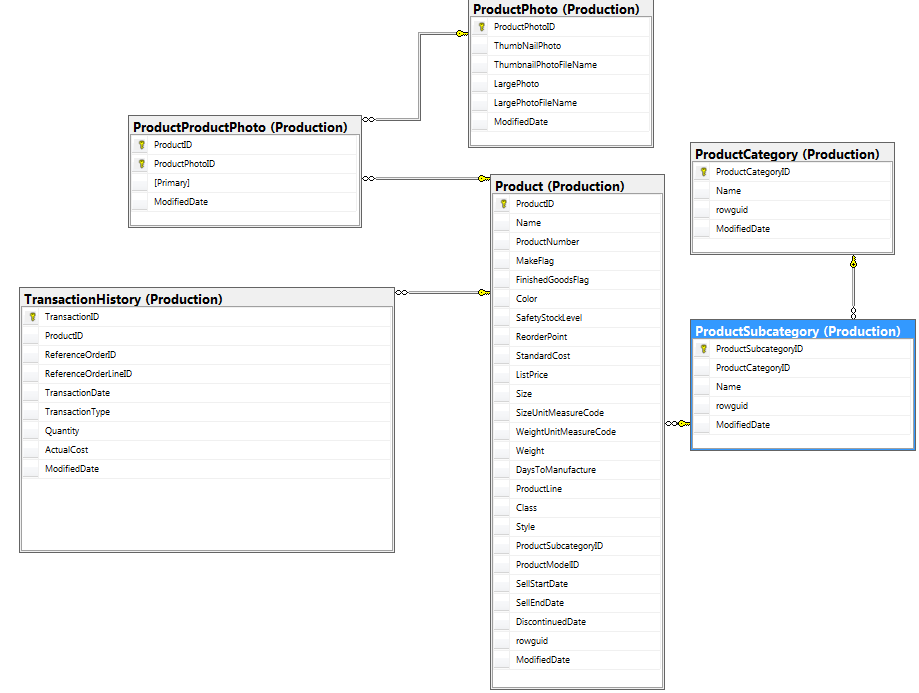 ProductPhoto (Production)
ProductPhotoID
ThumbNailPhoto
ThumbnailPhotoFileName
LargePhoto
LargePhotoFileName
ModifiedDate
ProductProductPhoto (Production)
ProductID
ProductPhotoID
[Primary]
ModifiedDate
ProductCategory (Production)
ProductCategoryID
Name
rowguid
ModifiedDate
Product (Production)
ProductID
Name
ProductNumber
MakeFlag
FinishedGoodsFlag
Color
SafetyStockLevel
ReorderPoint
StandardCost
ListPrice
Size
SizeUnitMeasureCode
WeightUnitMeasureCode
Weight
DaysToManufacture
ProductLine
Class
Style
ProductSubcategoryID
ProductModelID
SellStartDate
SellEndDate
DiscontinuedDate
rowguid
ModifiedDate
TransactionHistory (Production)
TransactionID
ProductID
ReferenceOrderID
ReferenceOrderLineID
TransactionDate
TransactionType
Quantity
ActualCost
ModifiedDate
ProductSubcategory (Production)
ProductSubcategoryID
ProductCategoryID
Name
rowguid
ModifiedDate